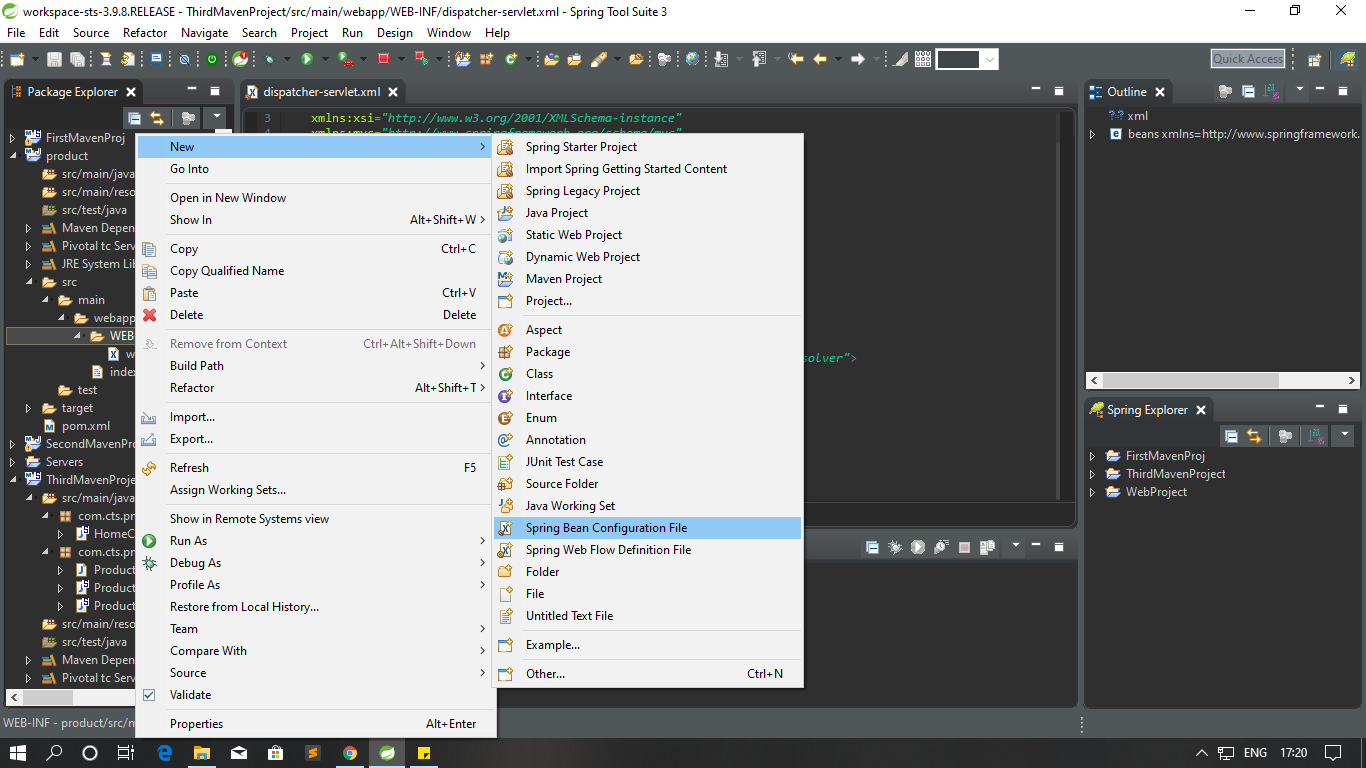 workspace-sts-3.9.8.RELEASE - ThirdMavenProject/src/main/webapp/WEB-INF/dispatcher-servlet.xml - Spring Tool Suite 3
File Edit Source Refactor Navigate Search Project Run Design Window Help
Quick Access
Package Explorer
FirstMavenProj
product
src/main/java
src/main/reso
src/test/java
Maven Depen
Pivotal tc Serv
JRE System Lib
src
main
webapp
WEB-
w
index
test
target
pom.xml
SecondMavenPro
Servers
ThirdMavenProje
src/main/java
com.cts.pr
HomeC
com.cts.pr
Product
Product
Product
src/main/reso
src/test/java
Maven Depen
Pivotal tc Serv
dispatcher-servlet.xml
3 xmlns:xsi="http://www.w3.org/2001/XMLSchema-instance"
4 xmlns:mvc="http://www.springframework.org/schema/mvc"
solver">
New
Go Into
Open in New Window
Show In Alt+Shift+W
Copy Ctrl+C
Copy Qualified Name
Paste Ctrl+V
Delete Delete
Remove from Context Ctrl+Alt+Shift+Down
Build Path
Refactor Alt+Shift+T
Import...
Export...
Refresh F5
Assign Working Sets...
Show in Remote Systems view
Run As
Debug As
Profile As
Restore from Local History...
Team
Compare With
Source
Validate
Properties Alt+Enter
Spring Starter Project
Import Spring Getting Started Content
Spring Legacy Project
Java Project
Static Web Project
Dynamic Web Project
Maven Project
Project...
Aspect
Package
Class
Interface
Enum
Annotation
JUnit Test Case
Source Folder
Java Working Set
Spring Bean Configuration File
Spring Web Flow Definition File
Folder
File
Untitled Text File
Example...
Other... Ctrl+N
Outline
xml
beans xmlns=http://www.springframework.
Spring Explorer
FirstMavenProj
ThirdMavenProject
WebProject
WEB-INF - product/src/m
ENG 17:20